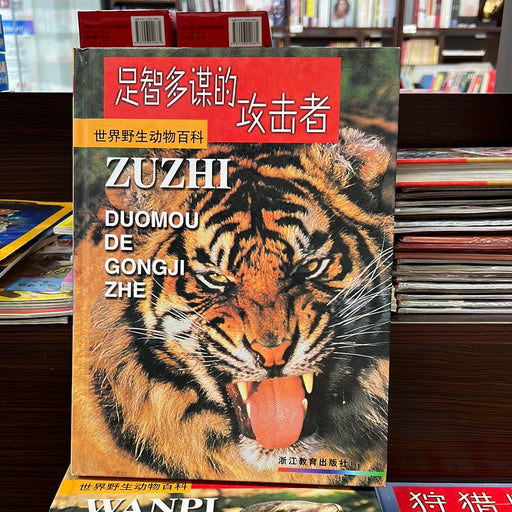 足智多谋的
攻击者
世界野生动物百科
ZUZHI
DUOMOU
DE
GONGJI
ZHE
浙江教育出版社
世界野生动物百科
WANPI
狩猎